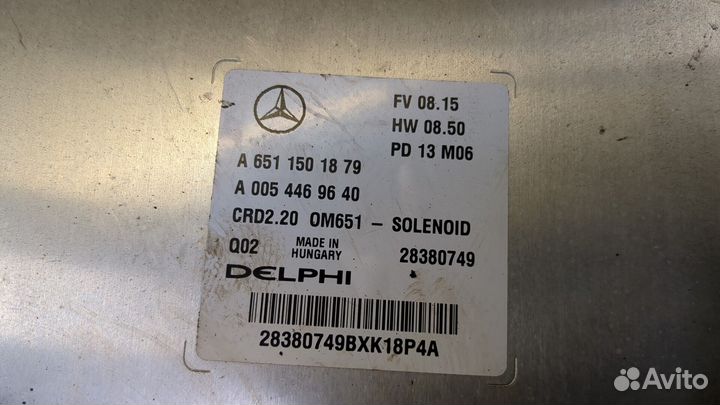 FV 08.15
HW 08.50
PD 13 M06
A 651 150 18 79
A 005 446 96 40
CRD2.20 OM651 – SOLENOID
Q02 MADE IN HUNGARY 28380749
DELPHI
28380749BXK18P4A
Avito